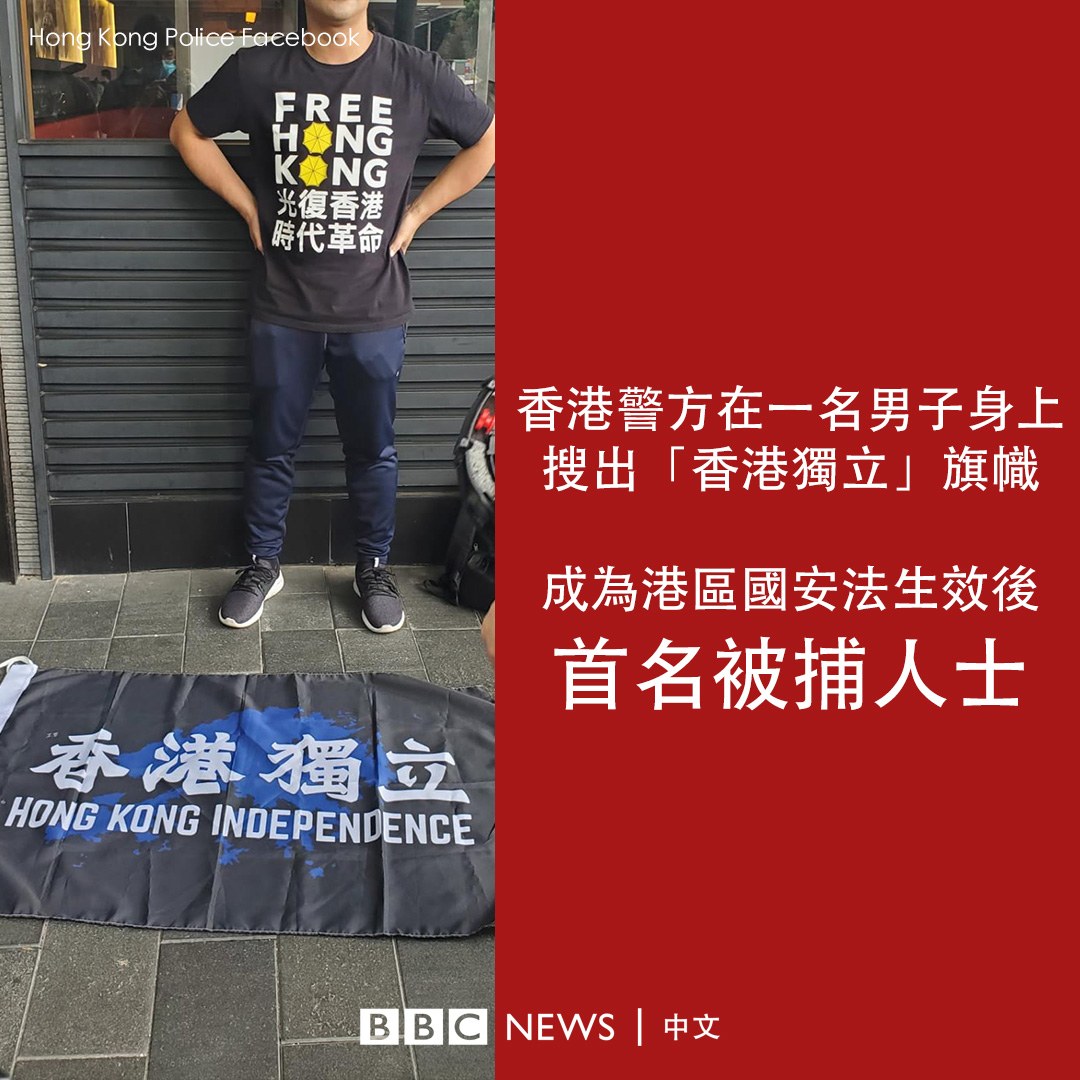 Hong Kong Police Facebook
FREE
HONG
KONG
光復香港
時代革命
香港獨立
HONG KONG INDEPENDENCE
香港警方在一名男子身上
搜出「香港獨立」旗幟
成為港區國安法生效後
首名被捕人士
BBC NEWS | 中文